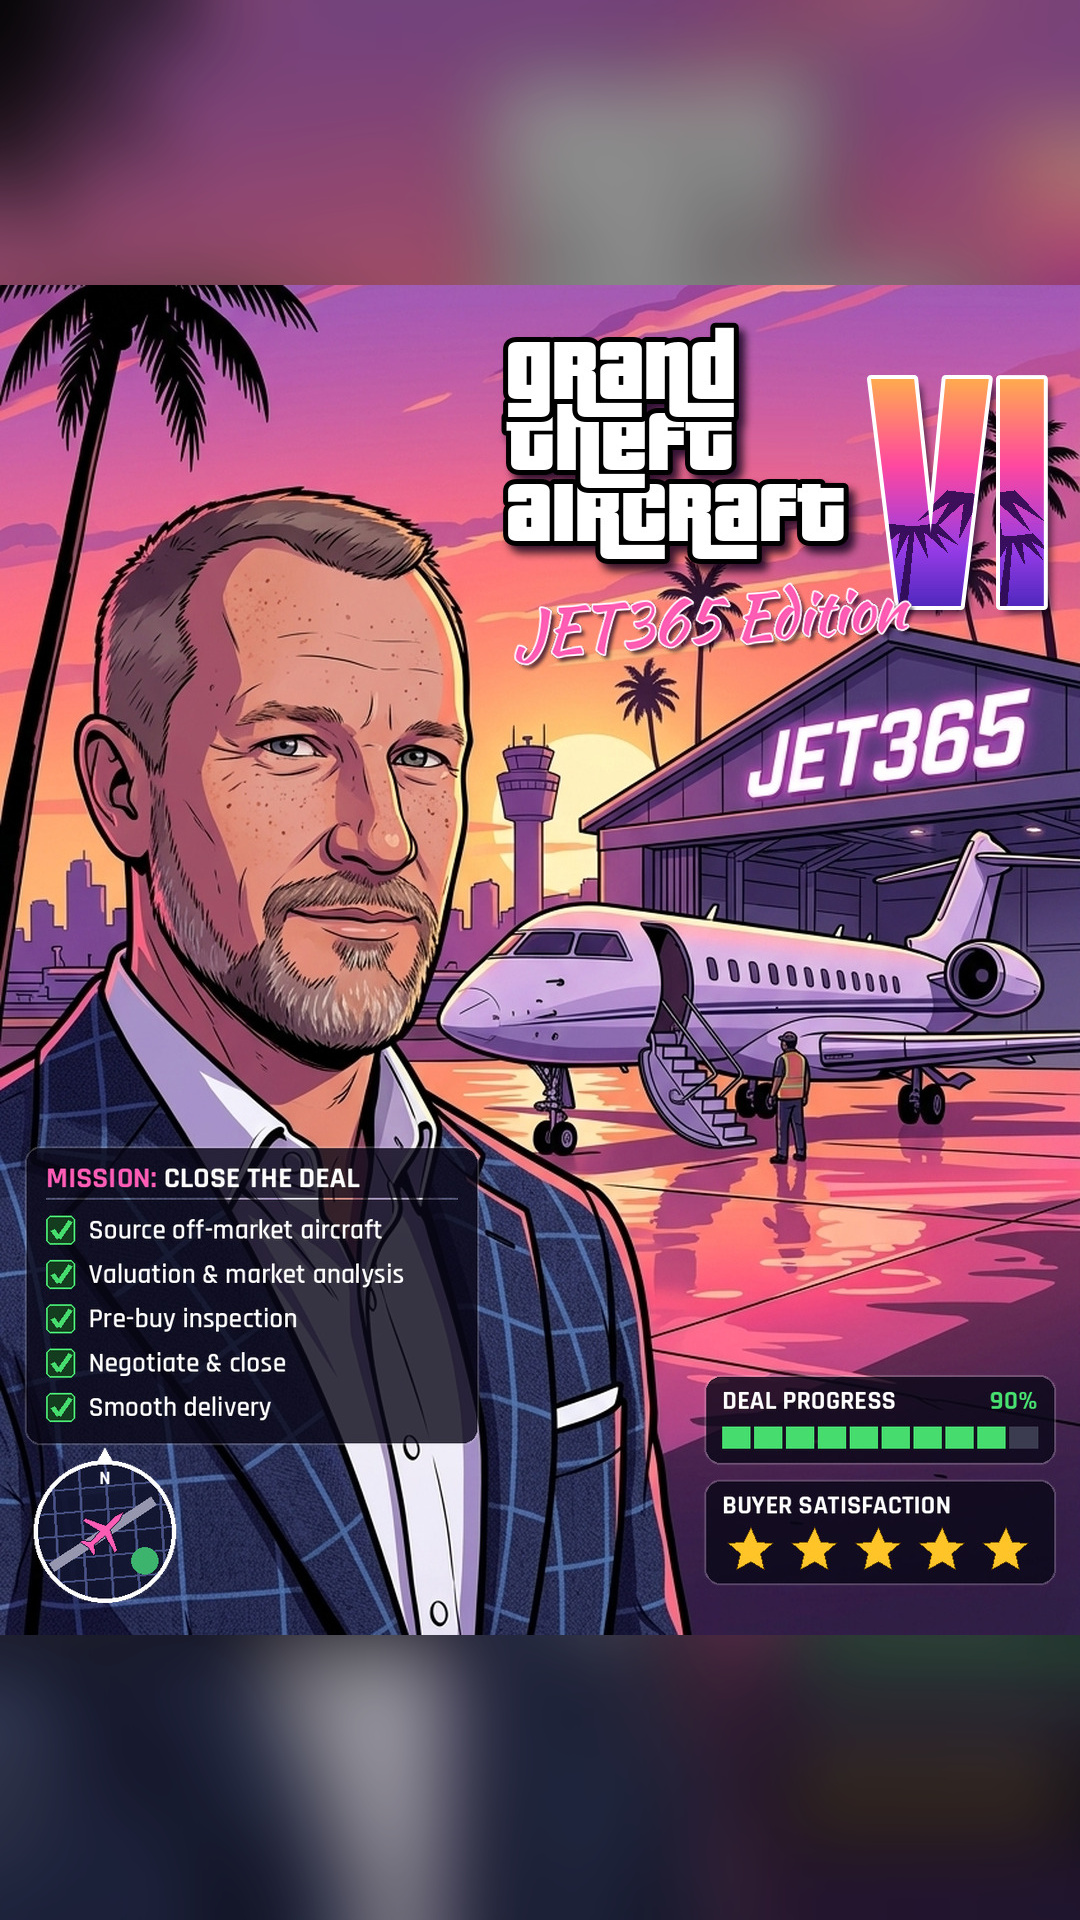 grand
theft
aircraft
VI
JET365 Edition
JET365
MISSION: CLOSE THE DEAL
Source off-market aircraft
Valuation & market analysis
Pre-buy inspection
Negotiate & close
Smooth delivery
N
DEAL PROGRESS 90%
BUYER SATISFACTION